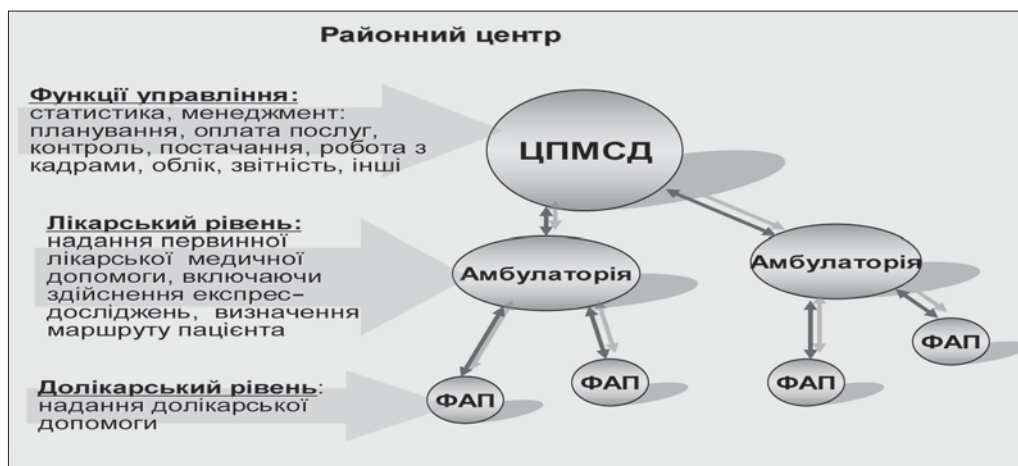 Районний центр
Функції управління:
статистика, менеджмент:
планування, оплата послуг,
контроль, постачання, робота з
кадрами, облік, звітність, інші
ЦПМСД
Лікарський рівень:
надання первинної
лікарської медичної
допомоги, включаючи
здійснення експрес–
досліджень, визначення
маршруту пацієнта
Амбулаторія
Амбулаторія
Долікарський рівень:
надання долікарської
допомоги
ФАП
ФАП
ФАП
ФАП